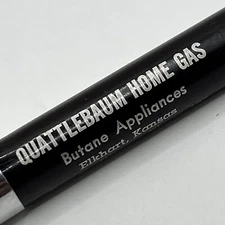 QUATTLEBAUM HOME GAS
Butane Appliances
Elkhart, Kansas